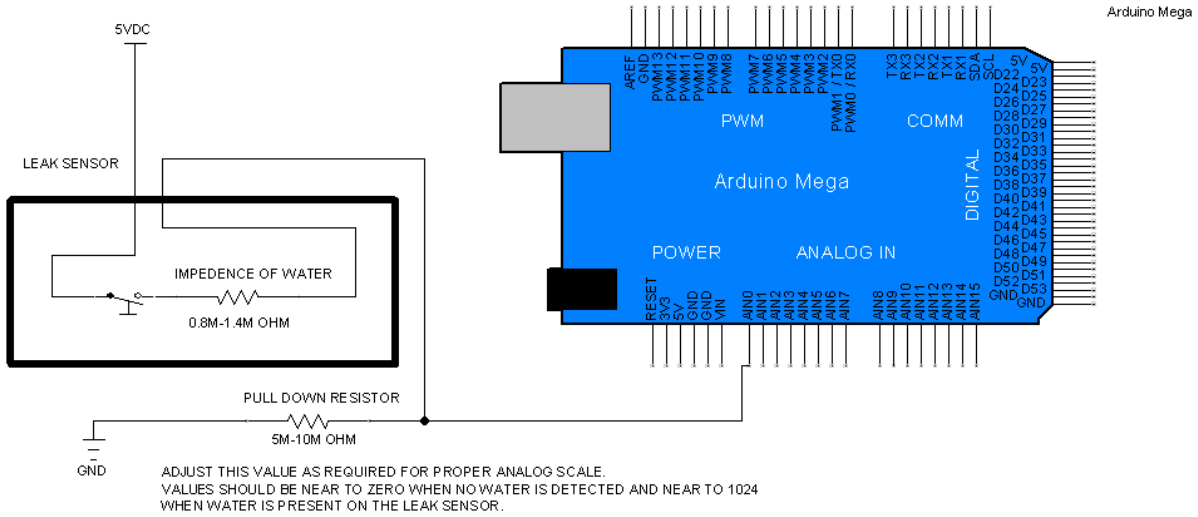 Arduino Mega
5VDC
LEAK SENSOR
IMPEDENCE OF WATER
0.8M-1.4M OHM
PULL DOWN RESISTOR
5M-10M OHM
GND
ADJUST THIS VALUE AS REQUIRED FOR PROPER ANALOG SCALE.
VALUES SHOULD BE NEAR TO ZERO WHEN NO WATER IS DETECTED AND NEAR TO 1024
WHEN WATER IS PRESENT ON THE LEAK SENSOR.
AREF
GND
PWM13
PWM12
PWM11
PWM10
PWM9
PWM8
PWM7
PWM6
PWM5
PWM4
PWM3
PWM2
PWM1 / TX0
PWM0 / RX0
TX3
RX3
TX2
RX2
TX1
RX1
SDA
SCL
PWM
COMM
Arduino Mega
DIGITAL
POWER
ANALOG IN
5V
5V
D22
D23
D24
D25
D26
D27
D28
D29
D30
D31
D32
D33
D34
D35
D36
D37
D38
D39
D40
D41
D42
D43
D44
D45
D46
D47
D48
D49
D50
D51
D52
D53
GND
GND
RESET
3V3
5V
GND
GND
VIN
AIN0
AIN1
AIN2
AIN3
AIN4
AIN5
AIN6
AIN7
AIN8
AIN9
AIN10
AIN11
AIN12
AIN13
AIN14
AIN15